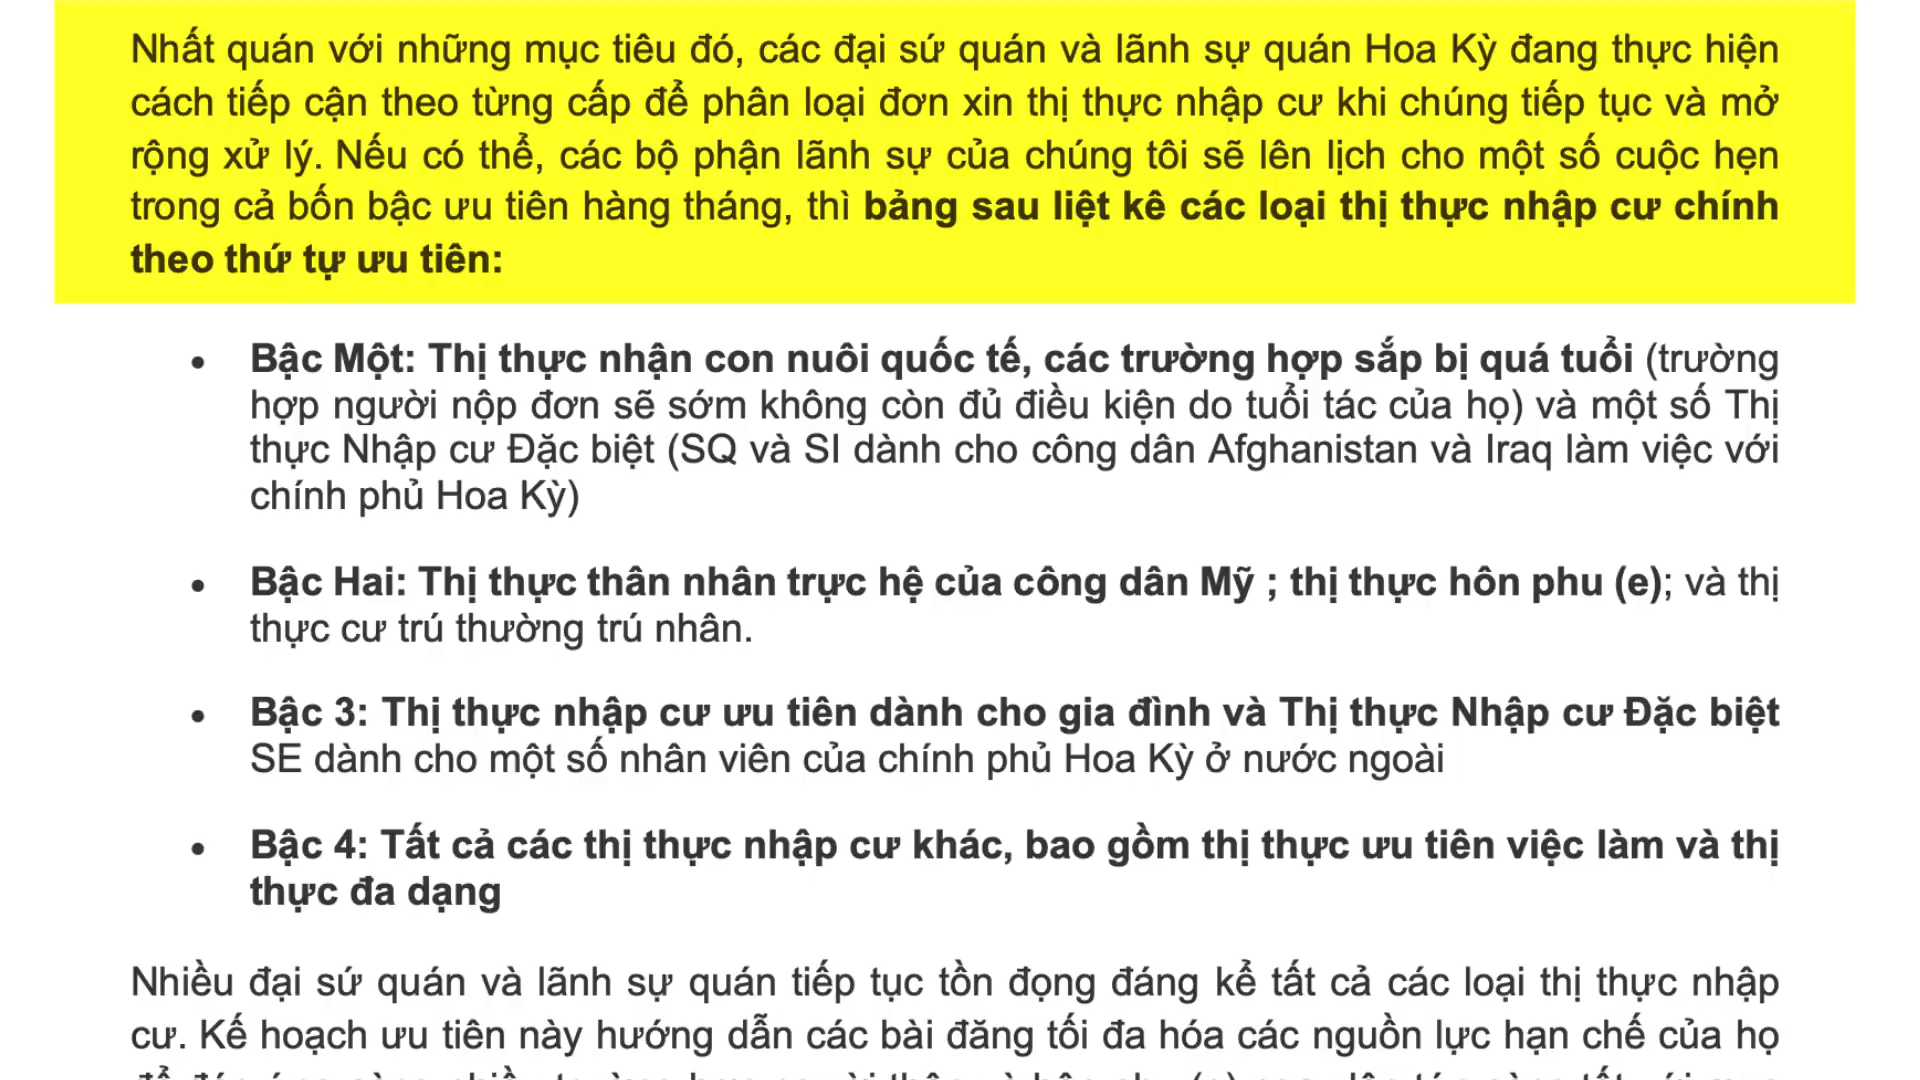 Nhất quán với những mục tiêu đó, các đại sứ quán và lãnh sự quán Hoa Kỳ đang thực hiện
cách tiếp cận theo từng cấp để phân loại đơn xin thị thực nhập cư khi chúng tiếp tục và mở
rộng xử lý. Nếu có thể, các bộ phận lãnh sự của chúng tôi sẽ lên lịch cho một số cuộc hẹn
trong cả bốn bậc ưu tiên hàng tháng, thì bảng sau liệt kê các loại thị thực nhập cư chính
theo thứ tự ưu tiên:
• Bậc Một: Thị thực nhận con nuôi quốc tế, các trường hợp sắp bị quá tuổi (trường
hợp người nộp đơn sẽ sớm không còn đủ điều kiện do tuổi tác của họ) và một số Thị
thực Nhập cư Đặc biệt (SQ và SI dành cho công dân Afghanistan và Iraq làm việc với
chính phủ Hoa Kỳ)
• Bậc Hai: Thị thực thân nhân trực hệ của công dân Mỹ ; thị thực hôn phu (e); và thị
thực cư trú thường trú nhân.
• Bậc 3: Thị thực nhập cư ưu tiên dành cho gia đình và Thị thực Nhập cư Đặc biệt
SE dành cho một số nhân viên của chính phủ Hoa Kỳ ở nước ngoài
• Bậc 4: Tất cả các thị thực nhập cư khác, bao gồm thị thực ưu tiên việc làm và thị
thực đa dạng
Nhiều đại sứ quán và lãnh sự quán tiếp tục tồn đọng đáng kể tất cả các loại thị thực nhập
cư. Kế hoạch ưu tiên này hướng dẫn các bài đăng tối đa hóa các nguồn lực hạn chế của họ